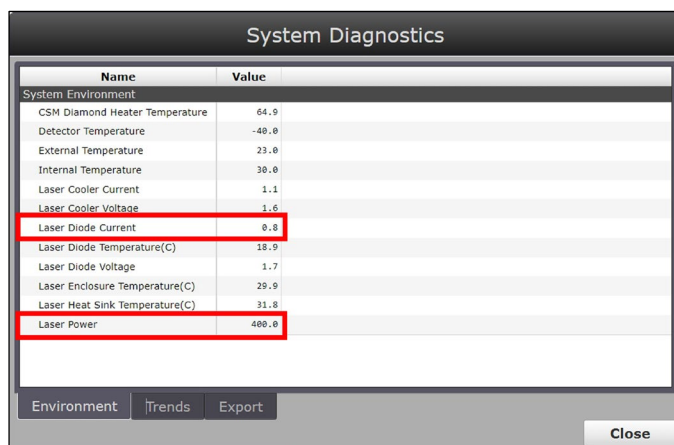 System Diagnostics
Name Value
System Environment
CSM Diamond Heater Temperature 64.9
Detector Temperature -40.0
External Temperature 23.0
Internal Temperature 30.0
Laser Cooler Current 1.1
Laser Cooler Voltage 1.6
Laser Diode Current 0.8
Laser Diode Temperature(C) 18.9
Laser Diode Voltage 1.7
Laser Enclosure Temperature(C) 29.9
Laser Heat Sink Temperature(C) 31.8
Laser Power 400.0
Environment Trends Export
Close